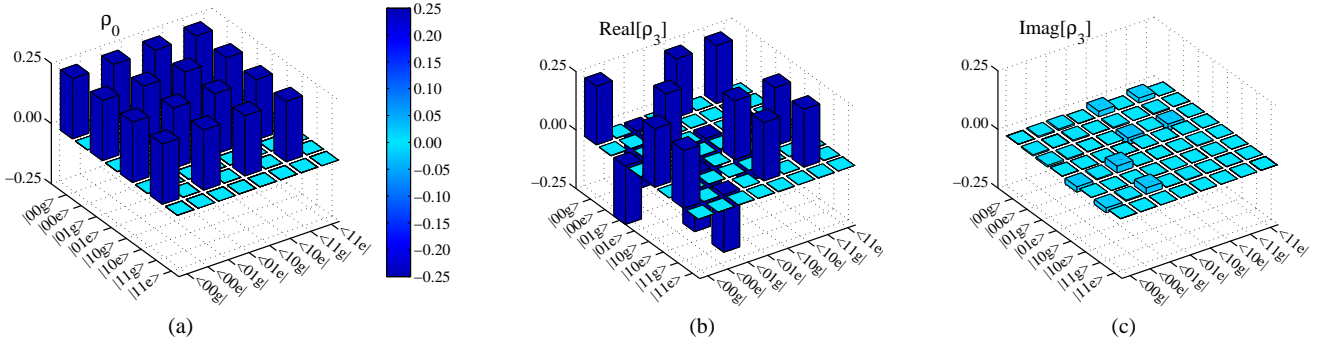 ρ0
0.25
0.00
−0.25
|00g>
|00e>
|01g>
|01e>
|10g>
|10e>
|11g>
|11e>
<00g|
<00e|
<01g|
<01e|
<10g|
<10e|
<11g|
<11e|
0.25
0.20
0.15
0.10
0.05
0.00
−0.05
−0.10
−0.15
−0.20
−0.25
(a)
Real[ρ3]
0.25
0.00
−0.25
|00g>
|00e>
|01g>
|01e>
|10g>
|10e>
|11g>
|11e>
<00g|
<00e|
<01g|
<01e|
<10g|
<10e|
<11g|
<11e|
(b)
Imag[ρ3]
0.25
0.00
−0.25
|00g>
|00e>
|01g>
|01e>
|10g>
|10e>
|11g>
|11e>
<00g|
<00e|
<01g|
<01e|
<10g|
<10e|
<11g|
<11e|
(c)